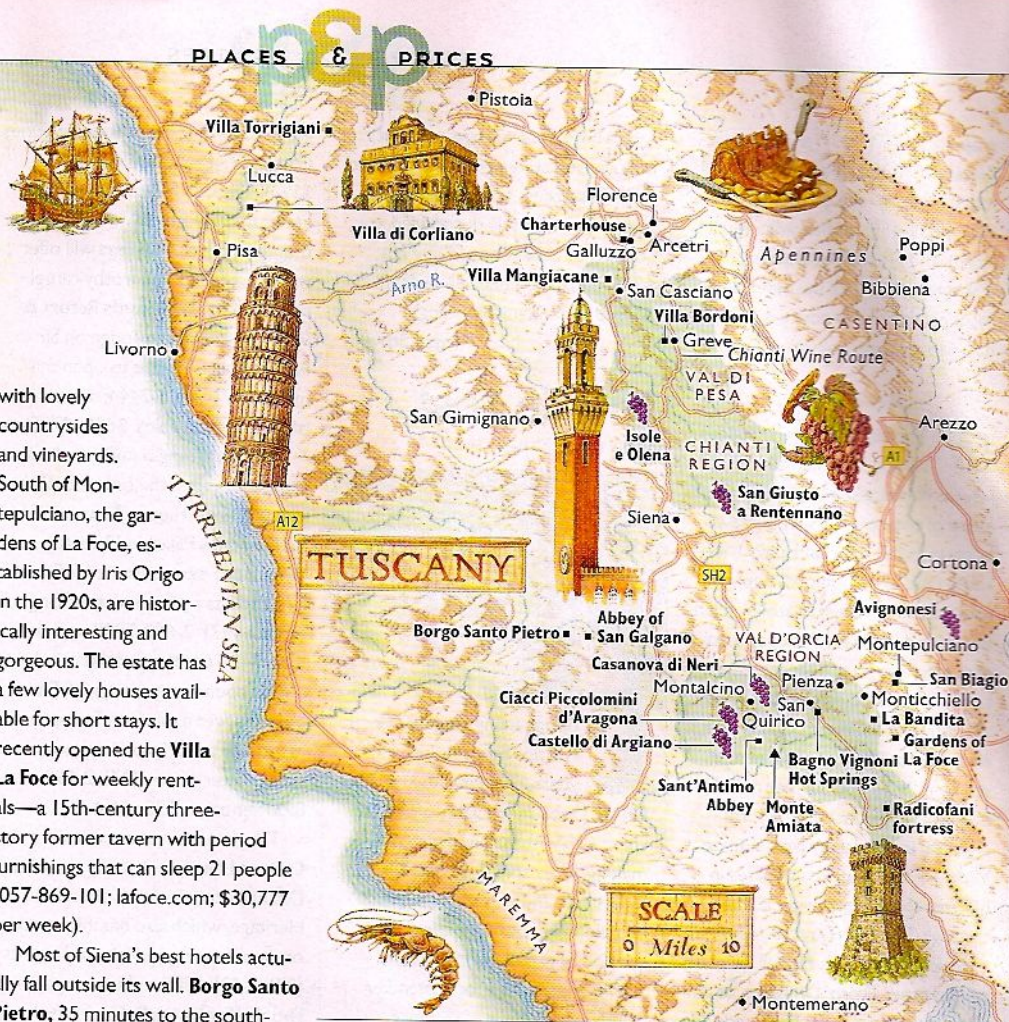 PLACES & PRICES
p&p
Pistoia
Villa Torrigiani
Lucca
Villa di Corliano
Florence
Charterhouse
Galluzzo
Arcetri
Apennines
Poppi
Bibbiena
Pisa
Arno R.
Villa Mangiacane
San Casciano
CASENTINO
Villa Bordoni
Greve
Chianti Wine Route
Livorno
VAL DI
PESA
San Gimignano
Isole
e Olena
CHIANTI
REGION
Arezzo
A1
San Giusto
a Rentennano
Siena
TYRRHENIAN SEA
A12
TUSCANY
SH2
Cortona
Avignonesi
Borgo Santo Pietro
Abbey of
San Galgano
VAL D'ORCIA
REGION
Montepulciano
Casanova di Neri
San Biagio
Montalcino
Pienza
Monticchiello
Ciacci Piccolomini
d'Aragona
San
Quirico
La Bandita
Castello di Argiano
Gardens of
La Foce
Bagno Vignoni
Hot Springs
Sant'Antimo
Abbey
Monte
Amiata
Radicofani
fortress
MAREMMA
SCALE
0 Miles 10
Montemerano
with lovely
countrysides
and vineyards.
South of Mon-
tepulciano, the gar-
dens of La Foce, es-
tablished by Iris Origo
n the 1920s, are histor-
ically interesting and
gorgeous. The estate has
a few lovely houses avail-
able for short stays. It
recently opened the Villa
La Foce for weekly rent-
als—a 15th-century three-
story former tavern with period
urnishings that can sleep 21 people
057-869-101; lafoce.com; $30,777
per week).
Most of Siena's best hotels actu-
ally fall outside its wall. Borgo Santo
Pietro, 35 minutes to the south-